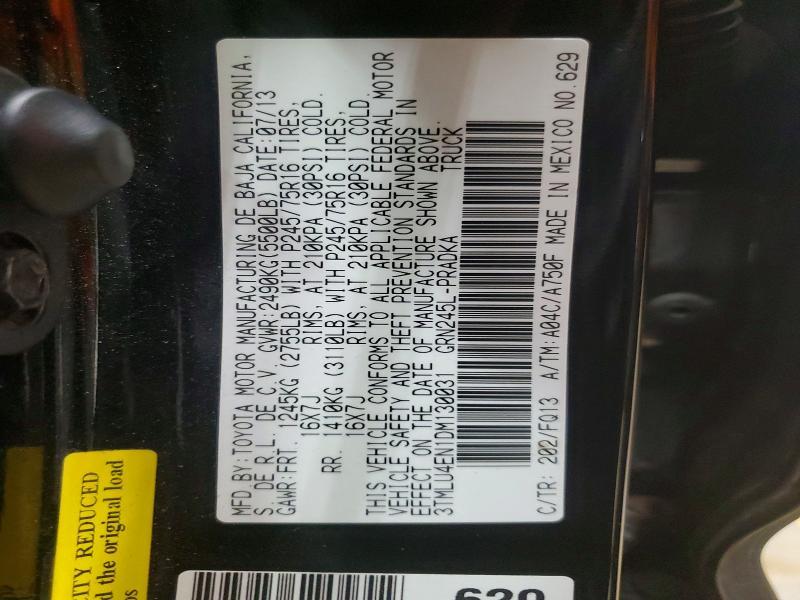 MFD.BY:TOYOTA MOTOR MANUFACTURING DE BAJA CALIFORNIA,
S. DE R.L. DE C.V. GVWR:2490KG(5500LB) DATE:07/13
GAWR:FRT. 1245KG (2755LB) WITH P245/75R16 TIRES,
16X7J RIMS, AT 210KPA (30PSI) COLD.
RR. 1410KG (3110LB) WITH P245/75R16 TIRES,
16X7J RIMS, AT 210KPA (30PSI) COLD.
THIS VEHICLE CONFORMS TO ALL APPLICABLE FEDERAL MOTOR
VEHICLE SAFETY AND THEFT PREVENTION STANDARDS IN
EFFECT ON THE DATE OF MANUFACTURE SHOWN ABOVE.
3TMLU4EN1DM130031 GRN245L-PRADKA TRUCK
C/TR: 202/FQ13 A/TM:A04C/A750F MADE IN MEXICO NO.629
CITY REDUCED
d the original load
629